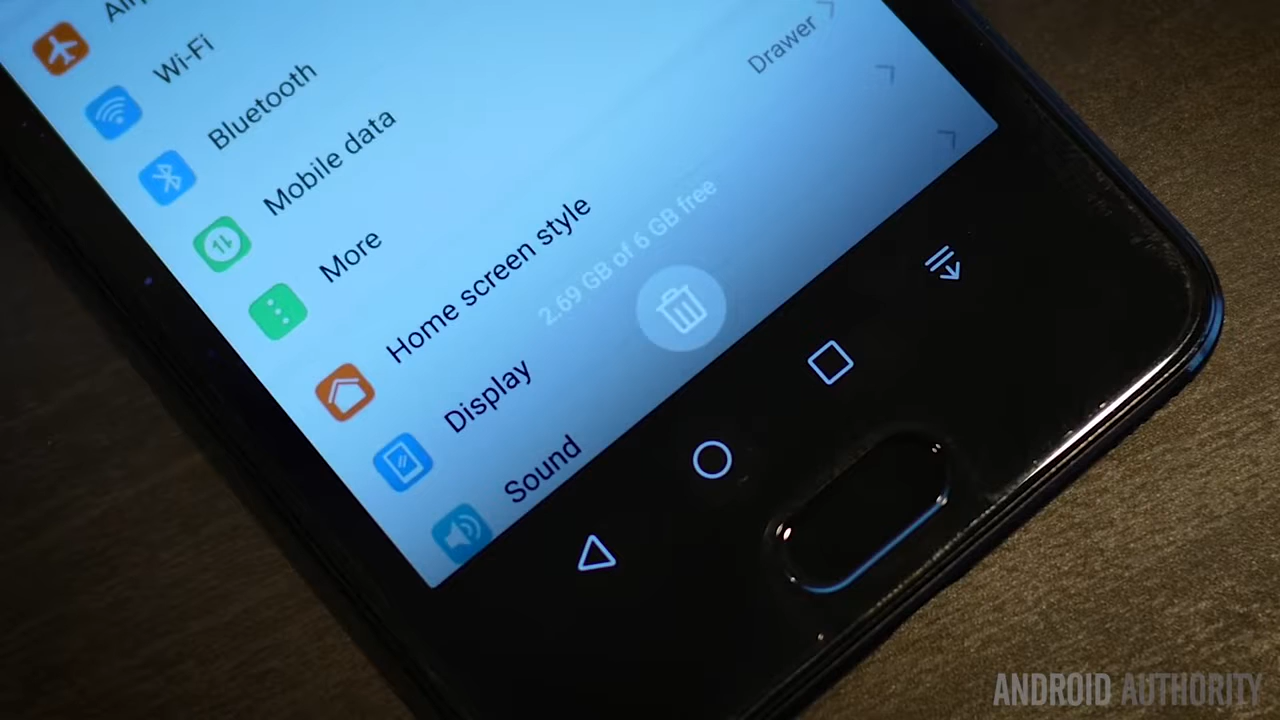 Wi-Fi
Bluetooth
Mobile data
More
Home screen style
Drawer
2.69 GB of 6 GB free
Display
Sound
ANDROID AUTHORITY